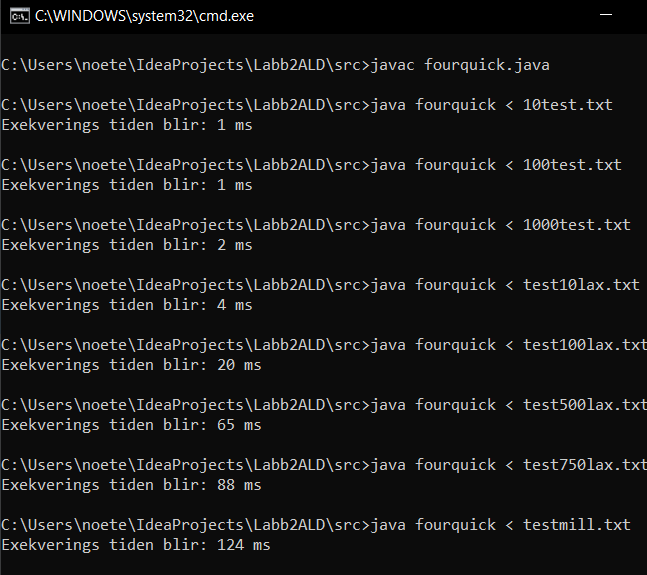 C:\WINDOWS\system32\cmd.exe
C:\Users\noete\IdeaProjects\Labb2ALD\src>javac fourquick.java
C:\Users\noete\IdeaProjects\Labb2ALD\src>java fourquick < 10test.txt
Exekverings tiden blir: 1 ms
C:\Users\noete\IdeaProjects\Labb2ALD\src>java fourquick < 100test.txt
Exekverings tiden blir: 1 ms
C:\Users\noete\IdeaProjects\Labb2ALD\src>java fourquick < 1000test.txt
Exekverings tiden blir: 2 ms
C:\Users\noete\IdeaProjects\Labb2ALD\src>java fourquick < test10lax.txt
Exekverings tiden blir: 4 ms
C:\Users\noete\IdeaProjects\Labb2ALD\src>java fourquick < test100lax.txt
Exekverings tiden blir: 20 ms
C:\Users\noete\IdeaProjects\Labb2ALD\src>java fourquick < test500lax.txt
Exekverings tiden blir: 65 ms
C:\Users\noete\IdeaProjects\Labb2ALD\src>java fourquick < test750lax.txt
Exekverings tiden blir: 88 ms
C:\Users\noete\IdeaProjects\Labb2ALD\src>java fourquick < testmill.txt
Exekverings tiden blir: 124 ms